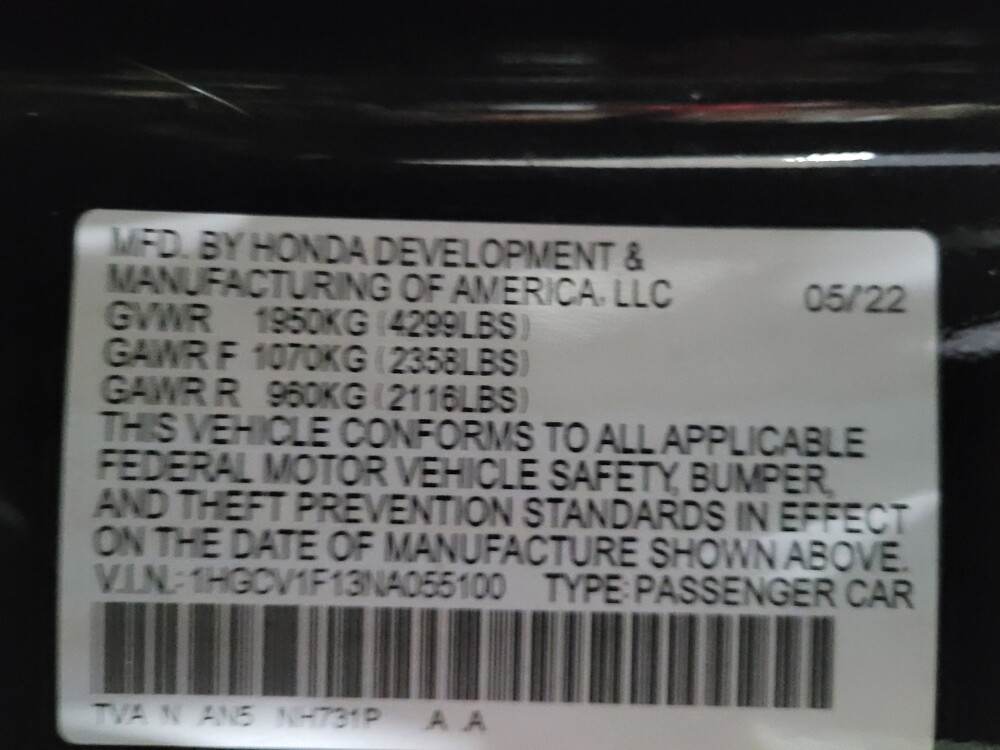 MFD. BY HONDA DEVELOPMENT &
MANUFACTURING OF AMERICA, LLC 05/'22
GVWR 1950KG (4299LBS)
GAWR F 1070KG (2358LBS)
GAWR R 960KG (2116LBS)
THIS VEHICLE CONFORMS TO ALL APPLICABLE
FEDERAL MOTOR VEHICLE SAFETY, BUMPER,
AND THEFT PREVENTION STANDARDS IN EFFECT
ON THE DATE OF MANUFACTURE SHOWN ABOVE.
V.I.N.: 1HGCV1F13NA055100 TYPE: PASSENGER CAR
TVA N AN5 NH731P A A